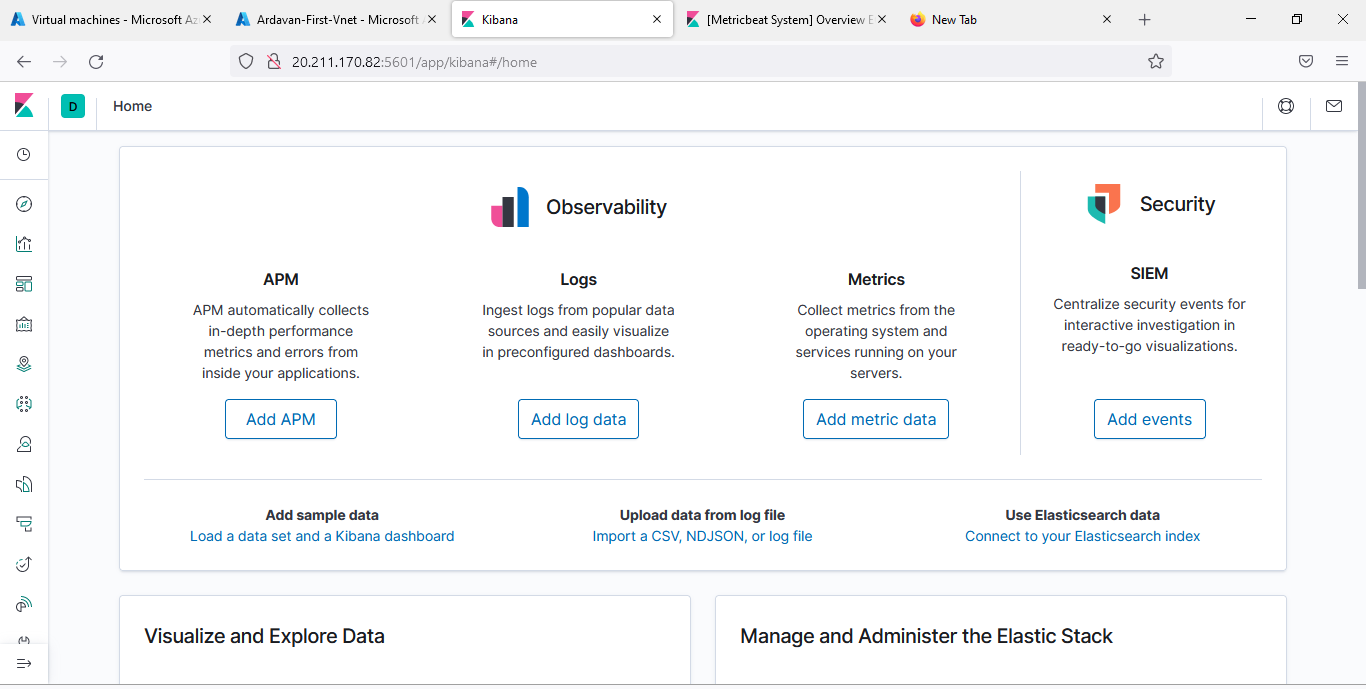 Virtual machines - Microsoft Az
Ardavan-First-Vnet - Microsoft
Kibana
[Metricbeat System] Overview E
New Tab
20.211.170.82:5601/app/kibana#/home
D
Home
Observability
Security
APM
APM automatically collects
in-depth performance
metrics and errors from
inside your applications.
Add APM
Logs
Ingest logs from popular data
sources and easily visualize
in preconfigured dashboards.
Add log data
Metrics
Collect metrics from the
operating system and
services running on your
servers.
Add metric data
SIEM
Centralize security events for
interactive investigation in
ready-to-go visualizations.
Add events
Add sample data
Load a data set and a Kibana dashboard
Upload data from log file
Import a CSV, NDJSON, or log file
Use Elasticsearch data
Connect to your Elasticsearch index
Visualize and Explore Data
Manage and Administer the Elastic Stack